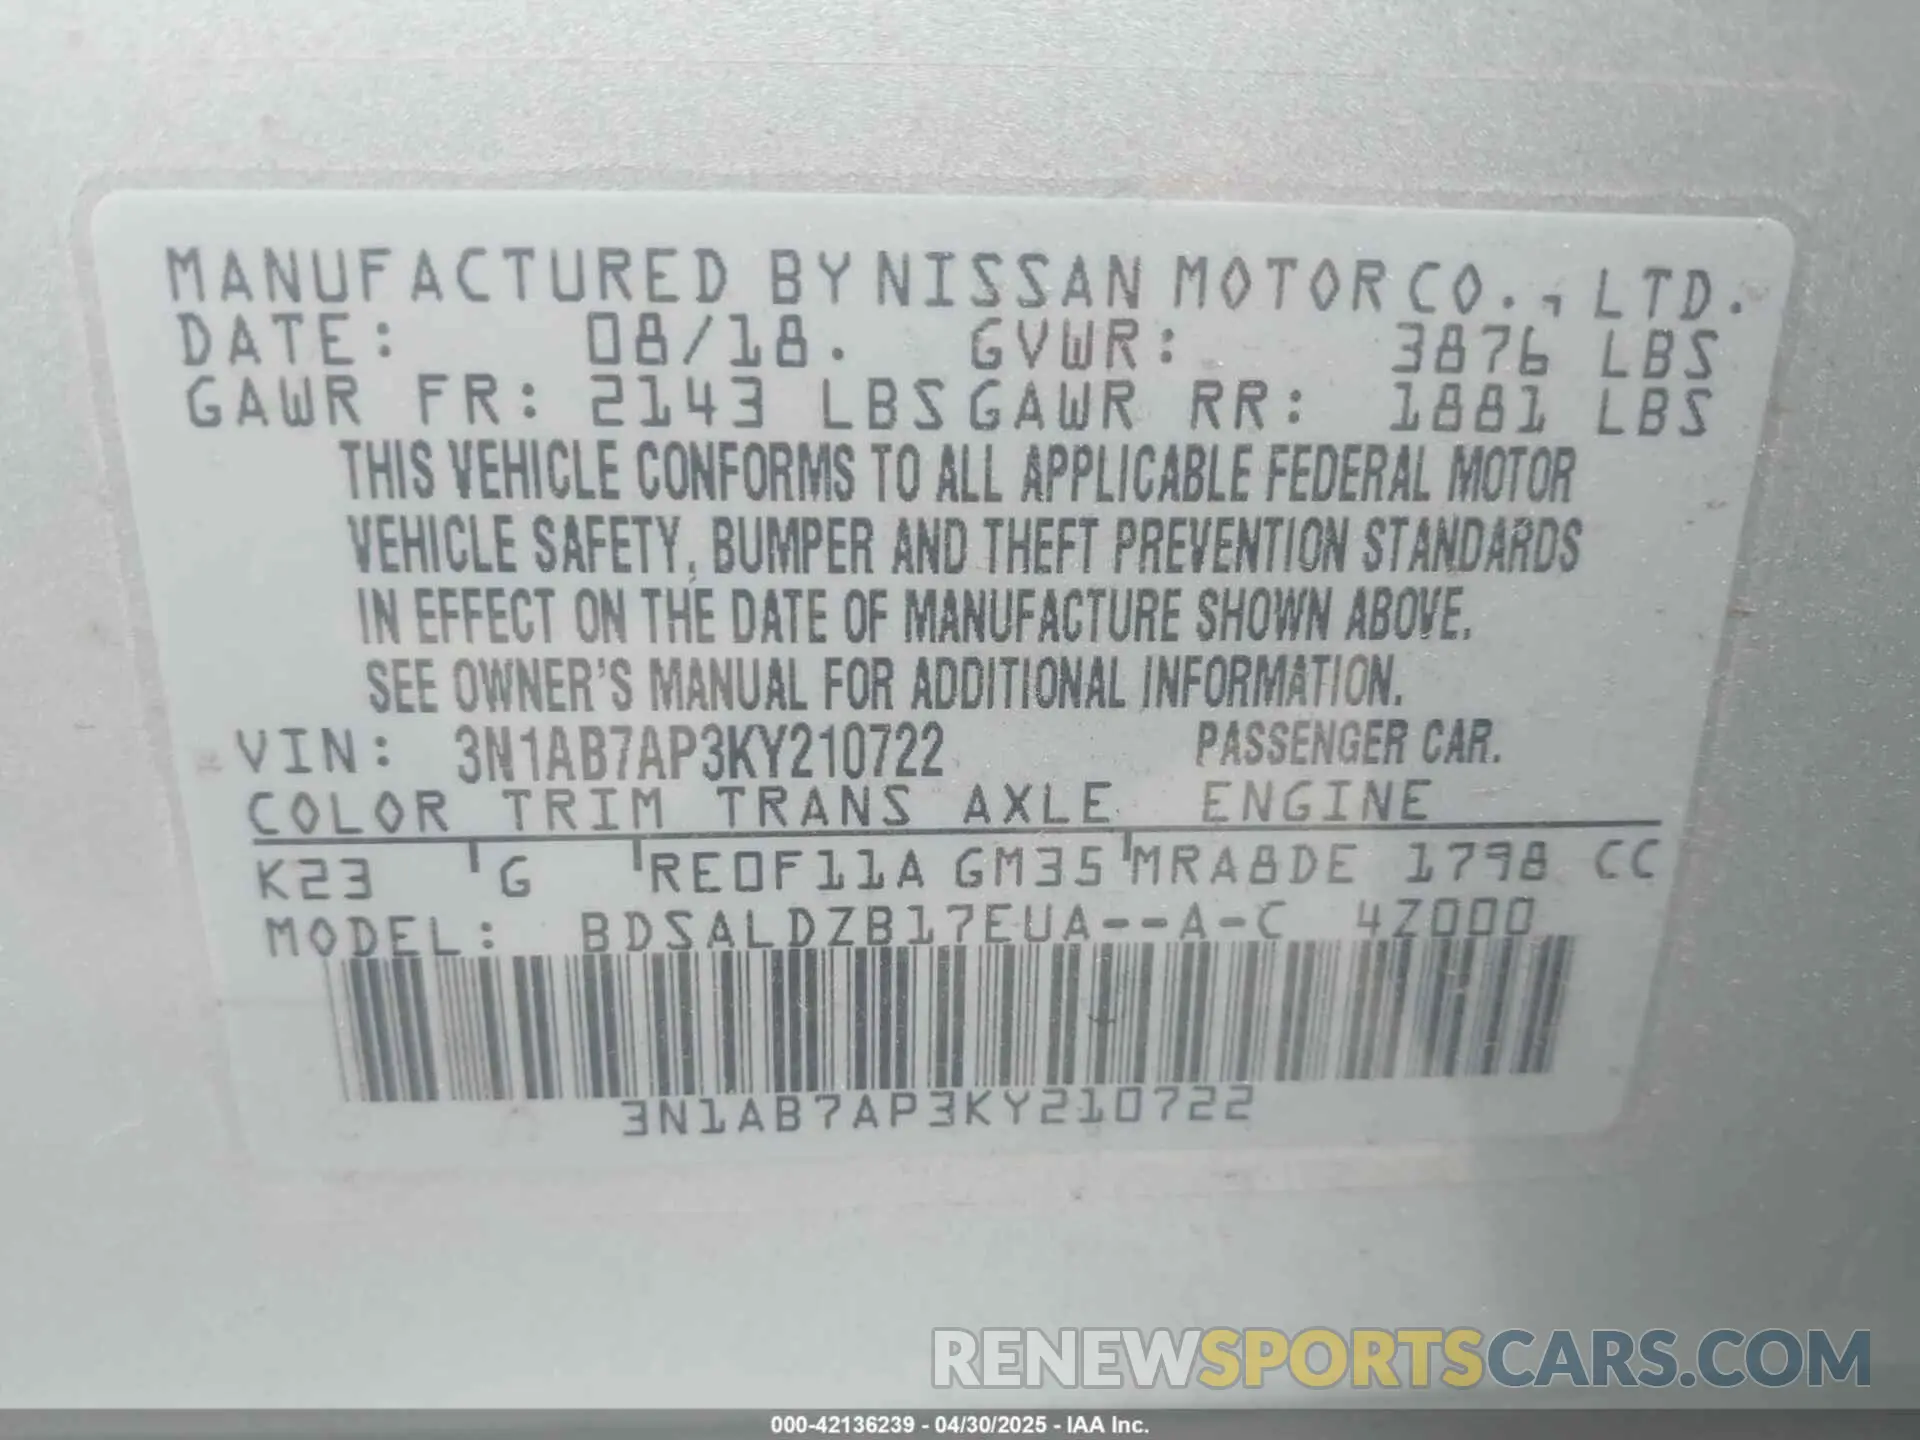 MANUFACTURED BY NISSAN MOTOR CO., LTD.
DATE: 08/18. GVWR: 3876 LBS
GAWR FR: 2143 LBS GAWR RR: 1881 LBS
THIS VEHICLE CONFORMS TO ALL APPLICABLE FEDERAL MOTOR
VEHICLE SAFETY, BUMPER AND THEFT PREVENTION STANDARDS
IN EFFECT ON THE DATE OF MANUFACTURE SHOWN ABOVE.
SEE OWNER'S MANUAL FOR ADDITIONAL INFORMATION.
VIN: 3N1AB7AP3KY210722 PASSENGER CAR.
COLOR TRIM TRANS AXLE ENGINE
K23 G RE0F11A GM35 MRA8DE 1798 CC
MODEL: BDSALDZB17EUA--A-C 4Z000
3N1AB7AP3KY210722
RENEWSPORTSCARS.COM
000-42136239 - 04/30/2025 - IAA Inc.